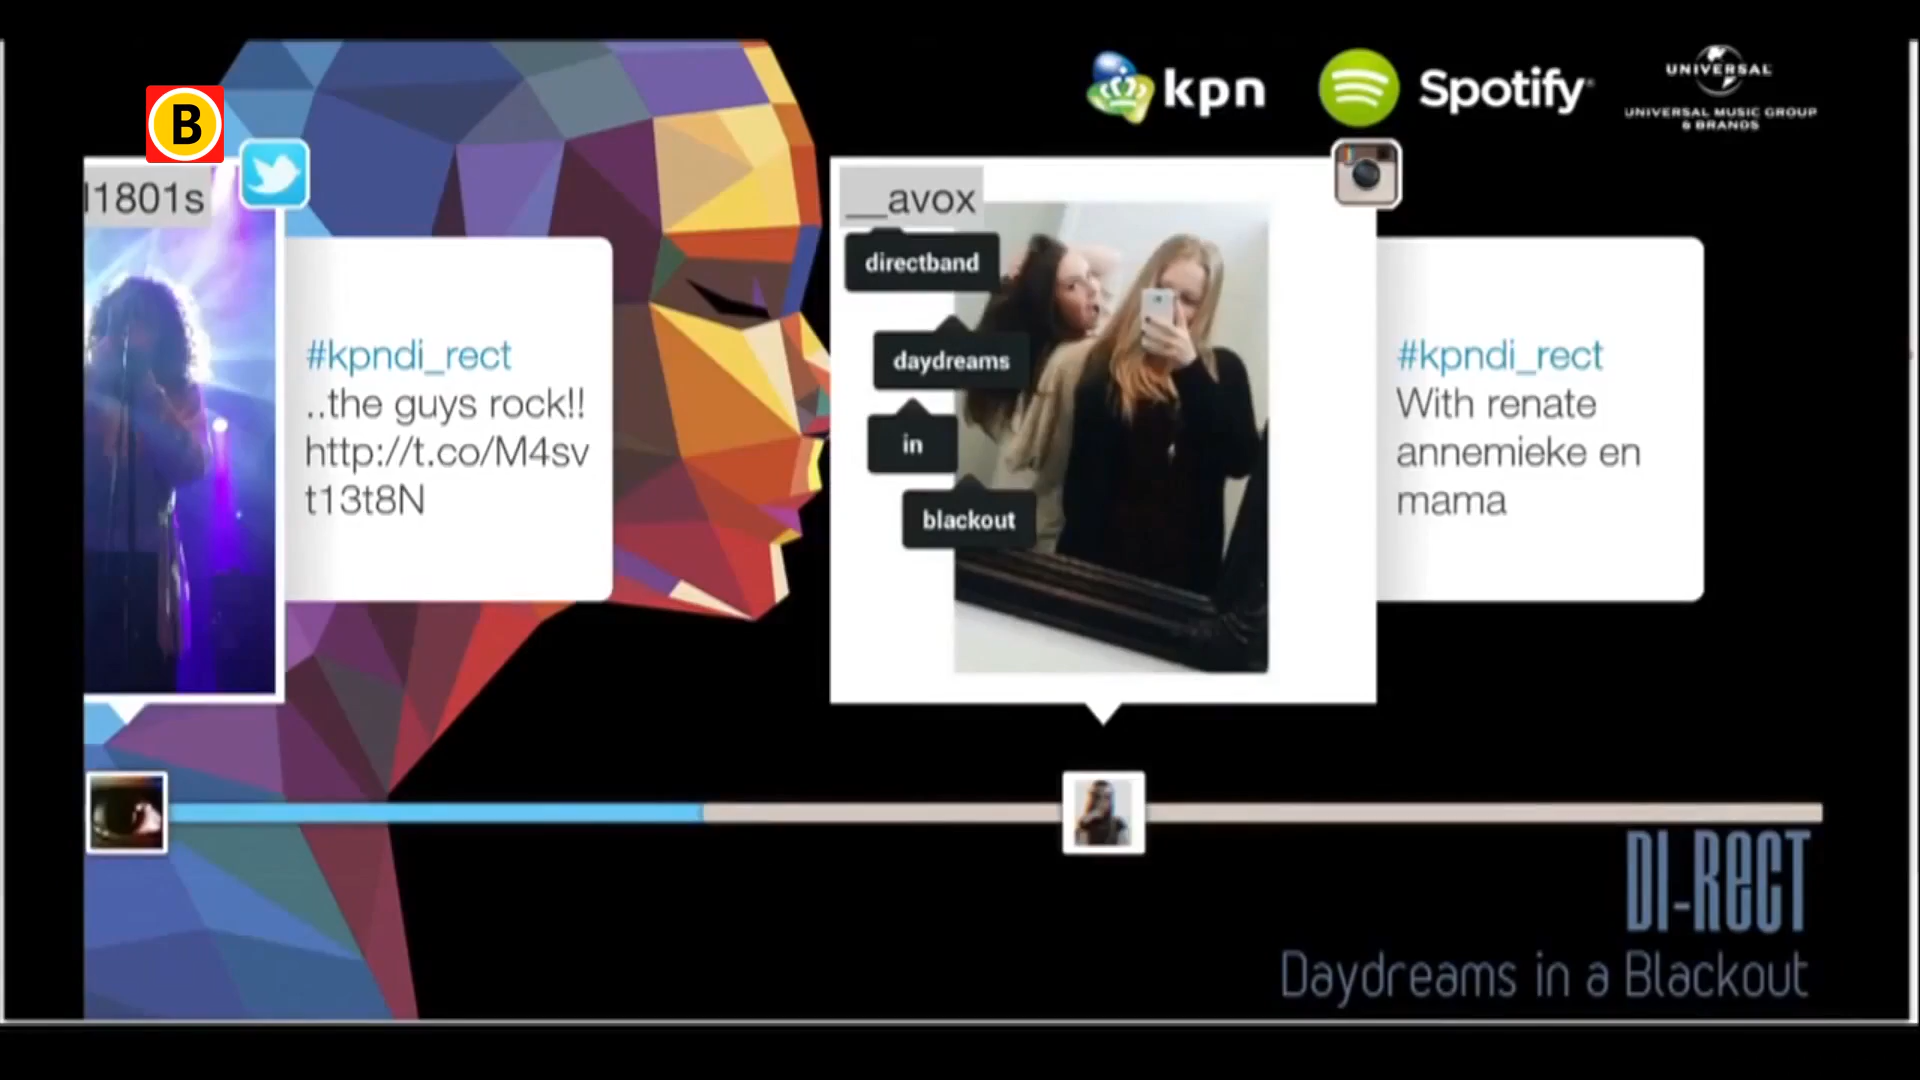 B
kpn
Spotify
UNIVERSAL
UNIVERSAL MUSIC GROUP
& BRANDS
l1801s
#kpndi_rect
..the guys rock!!
http://t.co/M4sv
t13t8N
__avox
directband
daydreams
in
blackout
#kpndi_rect
With renate
annemieke en
mama
DI-RECT
Daydreams in a Blackout